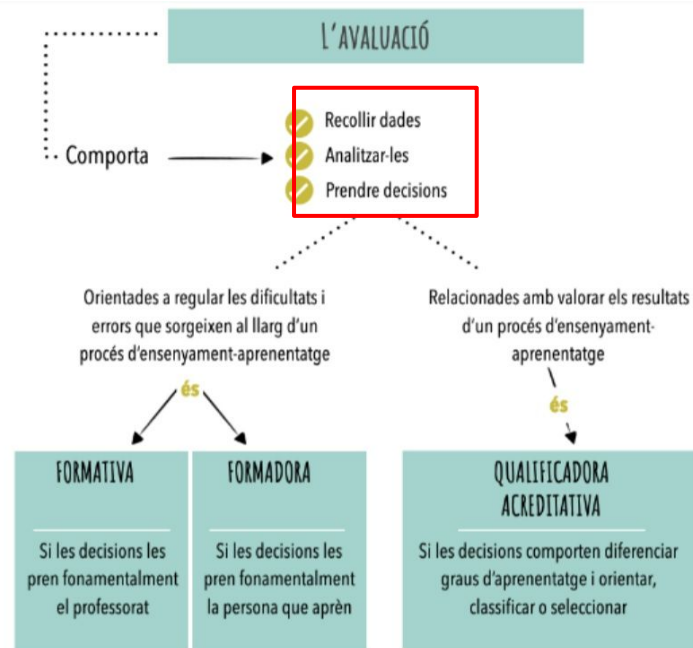 L'AVALUACIÓ
Comporta
Recollir dades
Analitzar-les
Prendre decisions
Orientades a regular les dificultats i
errors que sorgeixen al llarg d'un
procés d'ensenyament-aprenentatge
és
Relacionades amb valorar els resultats
d'un procés d'ensenyament-
aprenentatge
és
FORMATIVA
Si les decisions les
pren fonamentalment
el professorat
FORMADORA
Si les decisions les
pren fonamentalment
la persona que aprèn
QUALIFICADORA
ACREDITATIVA
Si les decisions comporten diferenciar
graus d'aprenentatge i orientar,
classificar o seleccionar